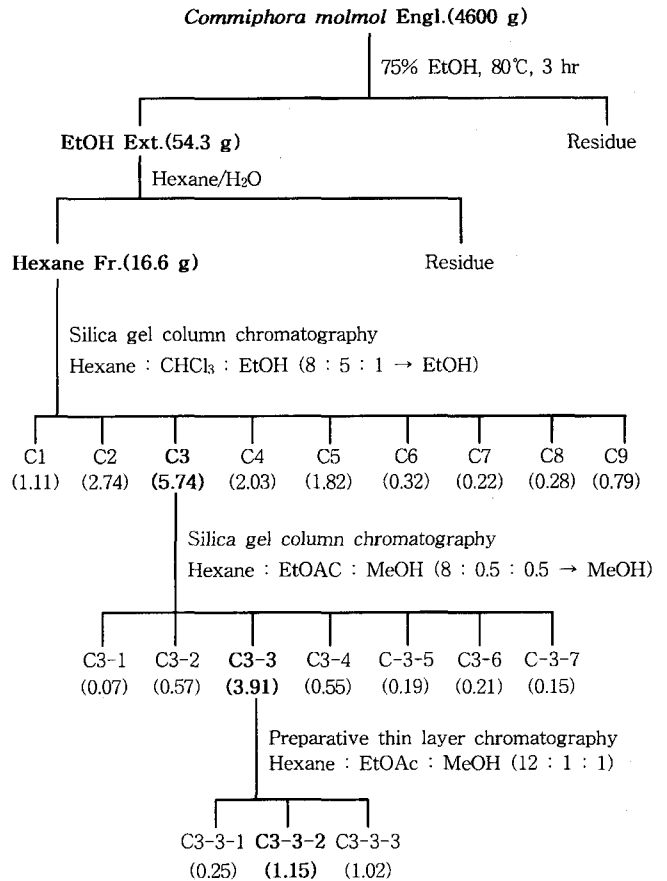 Commiphora molmol Engl.(4600 g)
75% EtOH, 80℃, 3 hr
EtOH Ext.(54.3 g) Residue
Hexane/H₂O
Hexane Fr.(16.6 g) Residue
Silica gel column chromatography
Hexane : CHCl₃ : EtOH (8 : 5 : 1 → EtOH)
C1 C2 C3 C4 C5 C6 C7 C8 C9
(1.11) (2.74) (5.74) (2.03) (1.82) (0.32) (0.22) (0.28) (0.79)
Silica gel column chromatography
Hexane : EtOAC : MeOH (8 : 0.5 : 0.5 → MeOH)
C3-1 C3-2 C3-3 C3-4 C-3-5 C3-6 C-3-7
(0.07) (0.57) (3.91) (0.55) (0.19) (0.21) (0.15)
Preparative thin layer chromatography
Hexane : EtOAc : MeOH (12 : 1 : 1)
C3-3-1 C3-3-2 C3-3-3
(0.25) (1.15) (1.02)